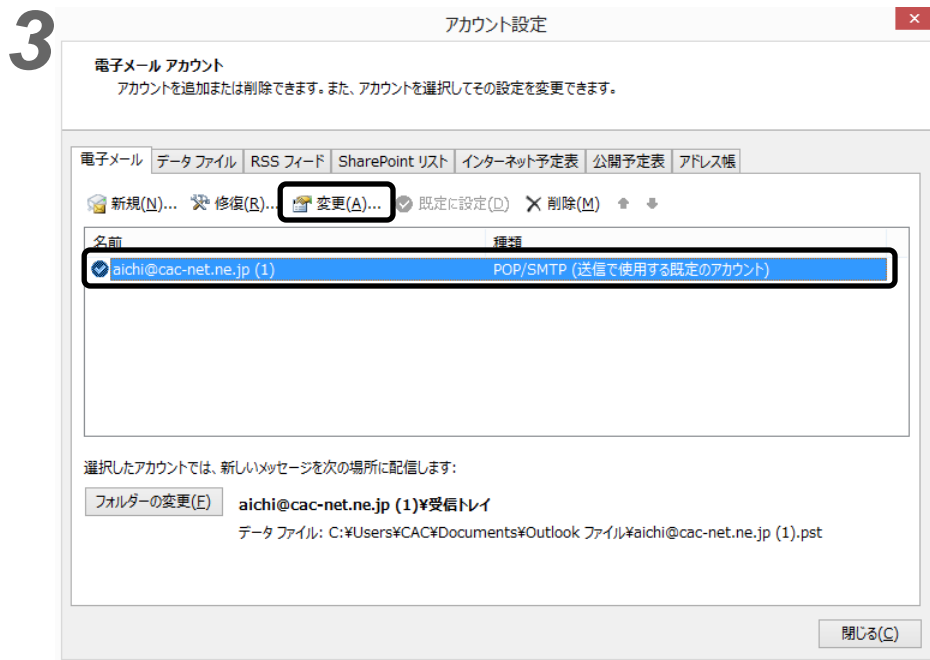 3
アカウント設定
電子メール アカウント
アカウントを追加または削除できます。また、アカウントを選択してその設定を変更できます。
電子メール データ ファイル RSS フィード SharePoint リスト インターネット予定表 公開予定表 アドレス帳
新規(N)... 修復(R)... 変更(A)... 既定に設定(D) 削除(M)
名前 種類
aichi@cac-net.ne.jp (1) POP/SMTP (送信で使用する既定のアカウント)
選択したアカウントでは、新しいメッセージを次の場所に配信します:
フォルダーの変更(F) aichi@cac-net.ne.jp (1)¥受信トレイ
データ ファイル: C:¥Users¥CAC¥Documents¥Outlook ファイル¥aichi@cac-net.ne.jp (1).pst
閉じる(C)